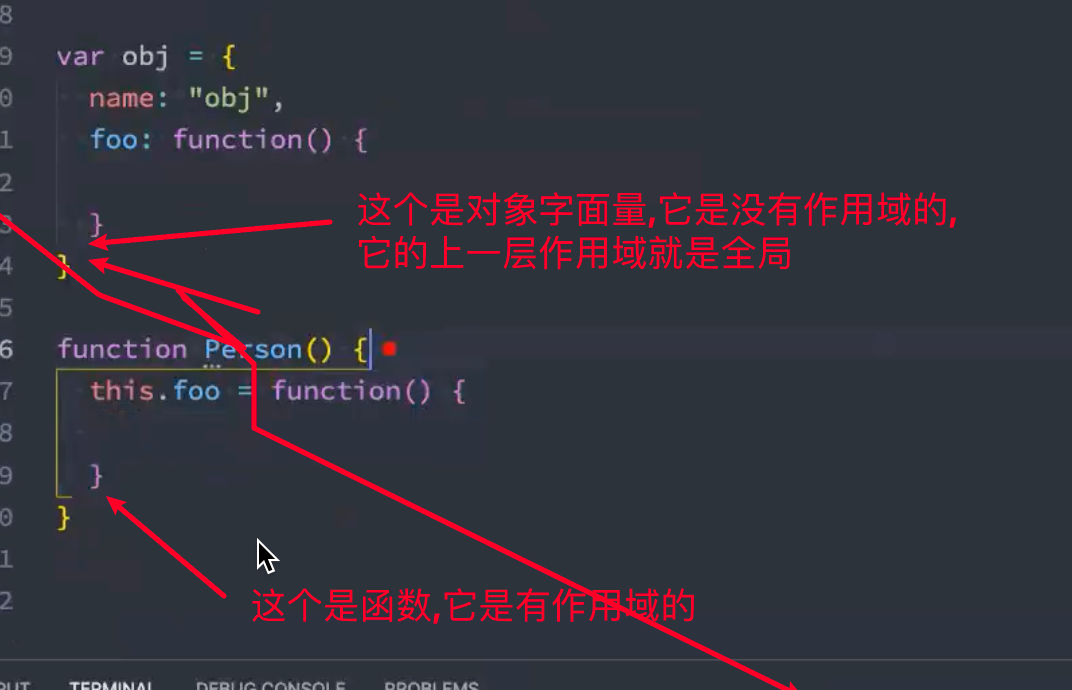 8
9 var obj = {
0 name: "obj",
1 foo: function() {
2
3 }
4 }
5
6 function Person() {
7 this.foo = function() {
8
9 }
0 }
1
2
这个是对象字面量,它是没有作用域的,
它的上一层作用域就是全局
这个是函数,它是有作用域的
TERMINAL DEBUG CONSOLE PROBLEMS